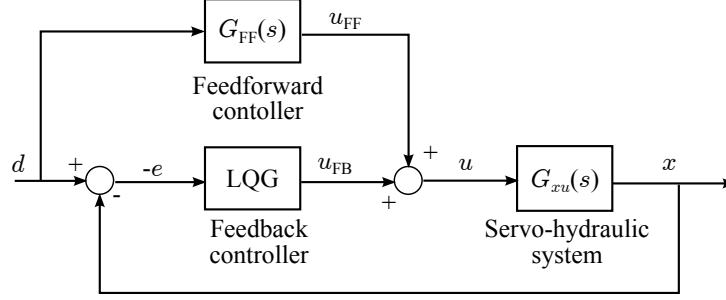 G_FF(s)
u_FF
Feedforward
contoller
d
+
-
-e
LQG
u_FB
+
+
u
G_xu(s)
x
Feedback
controller
Servo-hydraulic
system